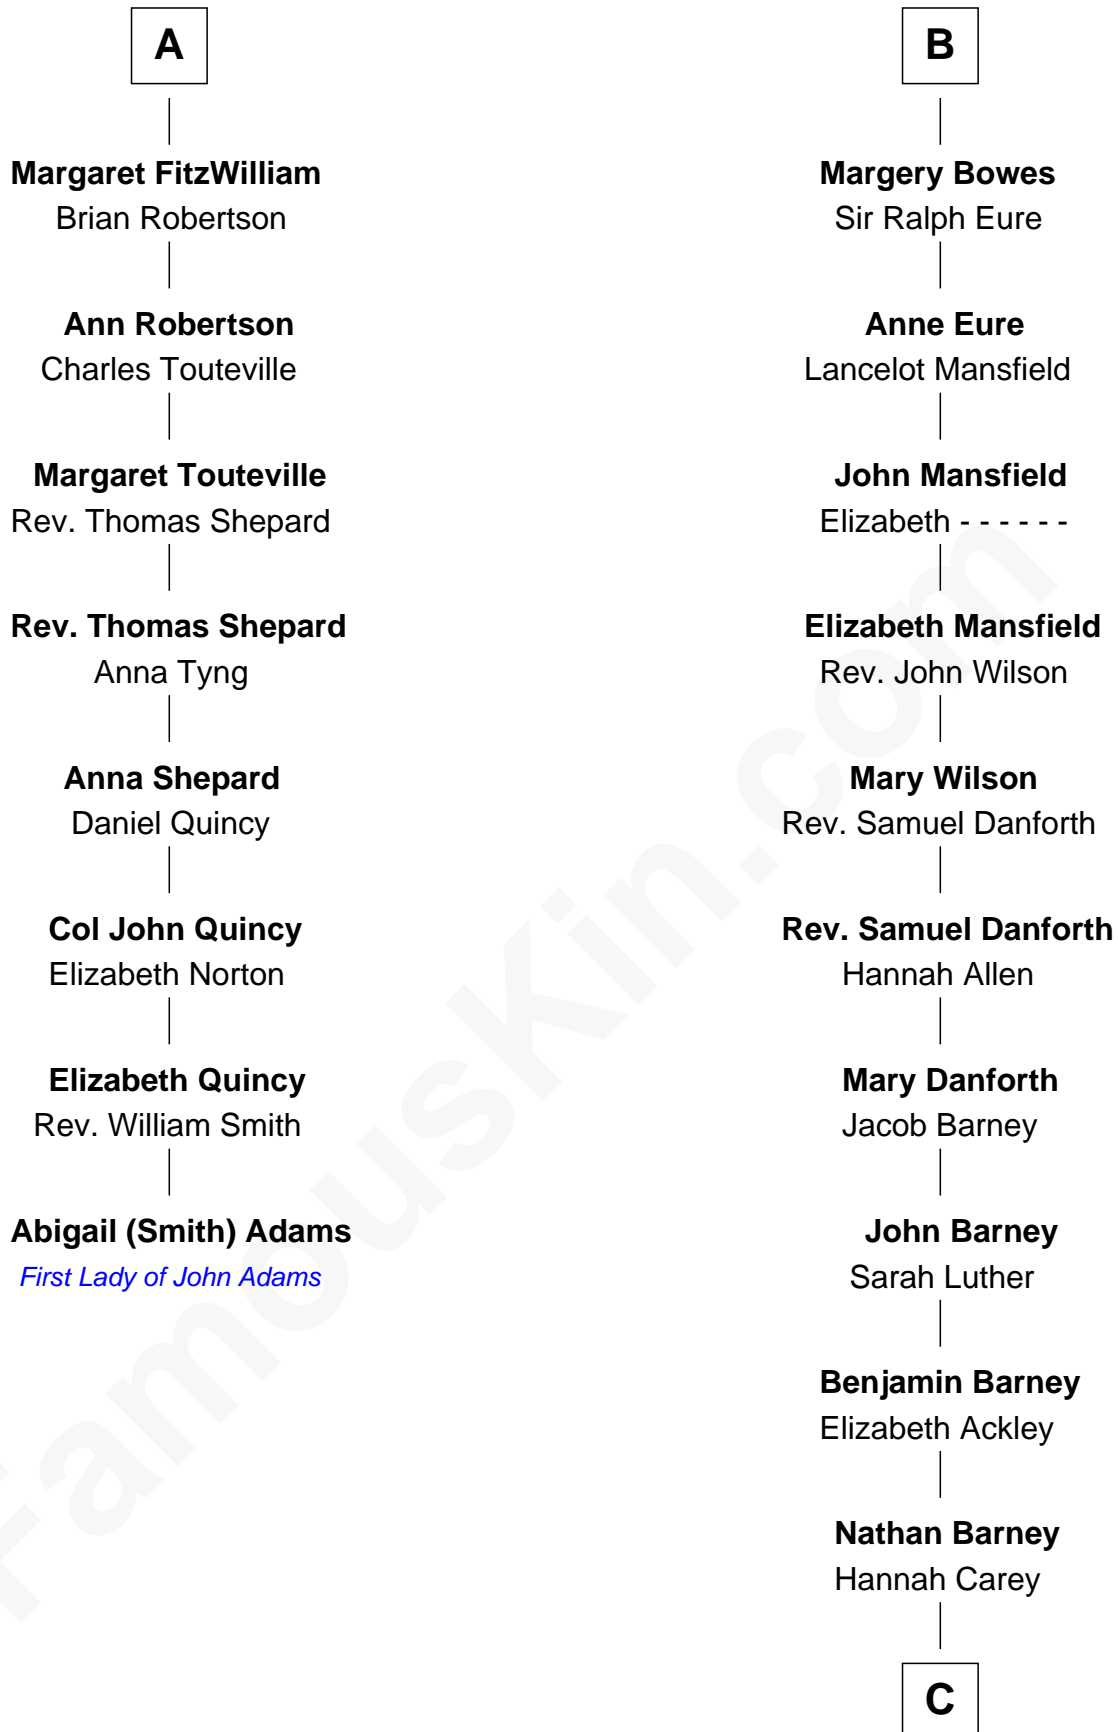 A
Margaret FitzWilliam
Brian Robertson
Ann Robertson
Charles Touteville
Margaret Touteville
Rev. Thomas Shepard
Rev. Thomas Shepard
Anna Tyng
Anna Shepard
Daniel Quincy
Col John Quincy
Elizabeth Norton
Elizabeth Quincy
Rev. William Smith
Abigail (Smith) Adams
First Lady of John Adams
B
Margery Bowes
Sir Ralph Eure
Anne Eure
Lancelot Mansfield
John Mansfield
Elizabeth - - - - - -
Elizabeth Mansfield
Rev. John Wilson
Mary Wilson
Rev. Samuel Danforth
Rev. Samuel Danforth
Hannah Allen
Mary Danforth
Jacob Barney
John Barney
Sarah Luther
Benjamin Barney
Elizabeth Ackley
Nathan Barney
Hannah Carey
C
FamousKin.com